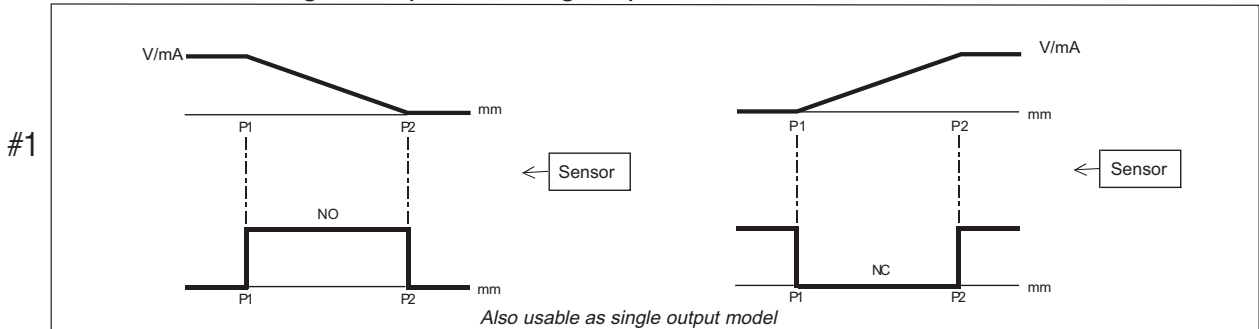 #1
V/mA
mm
P1 P2
Sensor
NO
mm
P1 P2
V/mA
mm
P1 P2
Sensor
NC
mm
P1 P2
Also usable as single output model